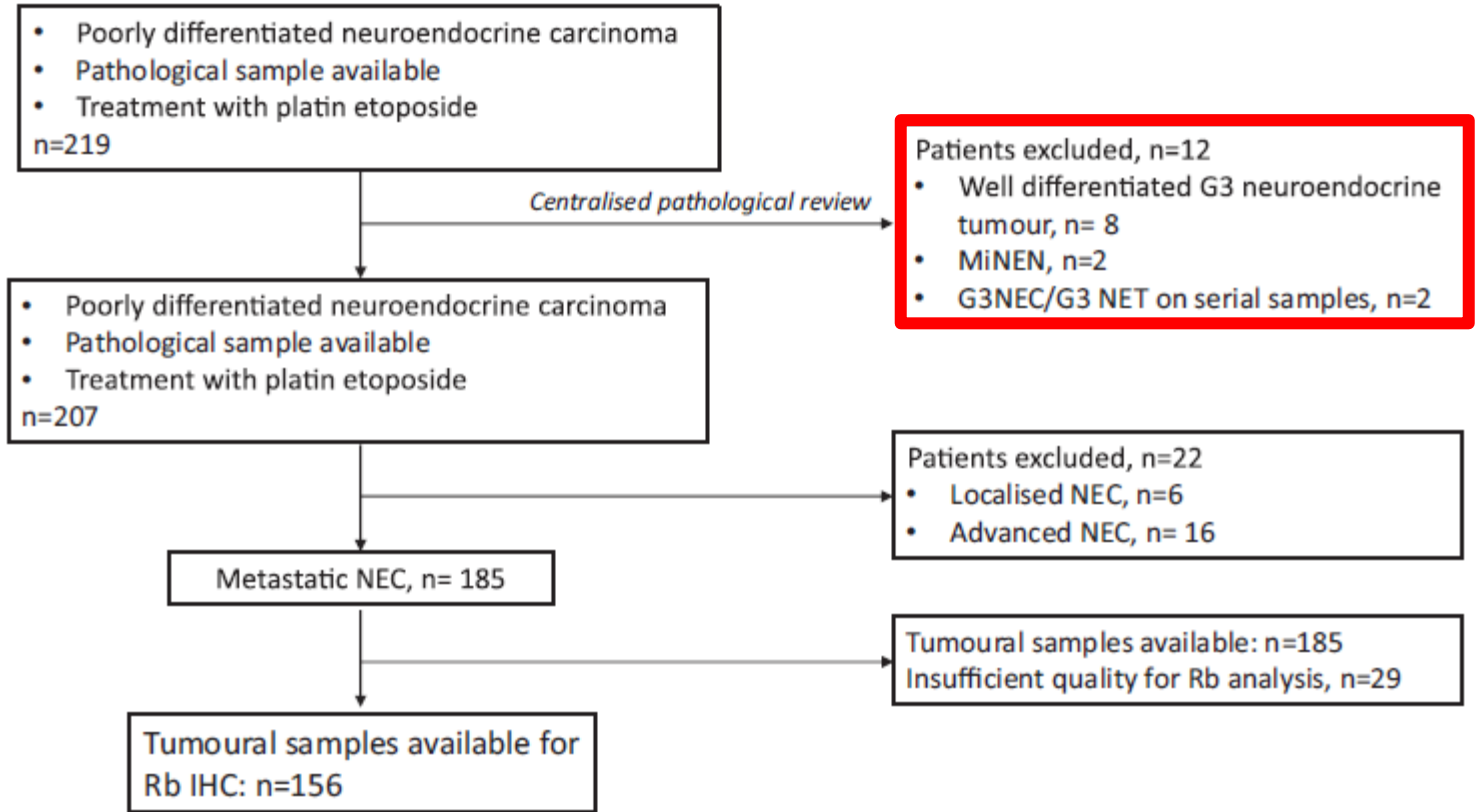 • Poorly differentiated neuroendocrine carcinoma
• Pathological sample available
• Treatment with platin etoposide
n=219
Centralised pathological review
Patients excluded, n=12
• Well differentiated G3 neuroendocrine
tumour, n= 8
• MiNEN, n=2
• G3NEC/G3 NET on serial samples, n=2
• Poorly differentiated neuroendocrine carcinoma
• Pathological sample available
• Treatment with platin etoposide
n=207
Patients excluded, n=22
• Localised NEC, n=6
• Advanced NEC, n= 16
Metastatic NEC, n= 185
Tumoural samples available: n=185
Insufficient quality for Rb analysis, n=29
Tumoural samples available for
Rb IHC: n=156